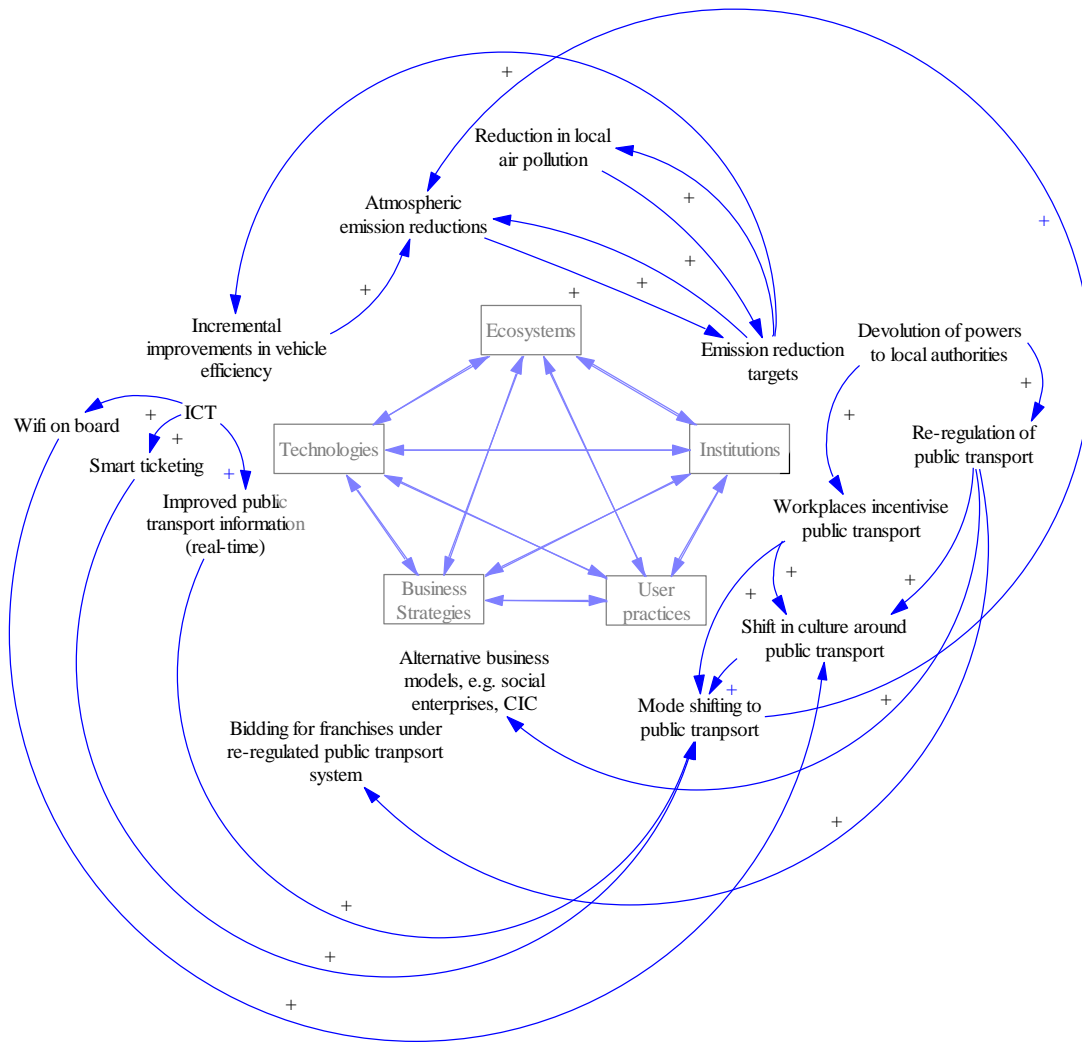 +
Reduction in local
air pollution
+
Atmospheric
emission reductions
+
+
+
+
+
Ecosystems
Incremental
improvements in vehicle
efficiency
Emission reduction
targets
Devolution of powers
to local authorities
+
Wifi on board
+
ICT
+
Smart ticketing
+
Improved public
transport information
(real-time)
Technologies
Institutions
+
Re-regulation of
public transport
Workplaces incentivise
public transport
Business
Strategies
User
practices
+
+
+
Shift in culture around
public transport
+
Alternative business
models, e.g. social
enterprises, CIC
Mode shifting to
public tranpsort
+
Bidding for franchises under
re-regulated public tranpsort
system
+
+
+
+